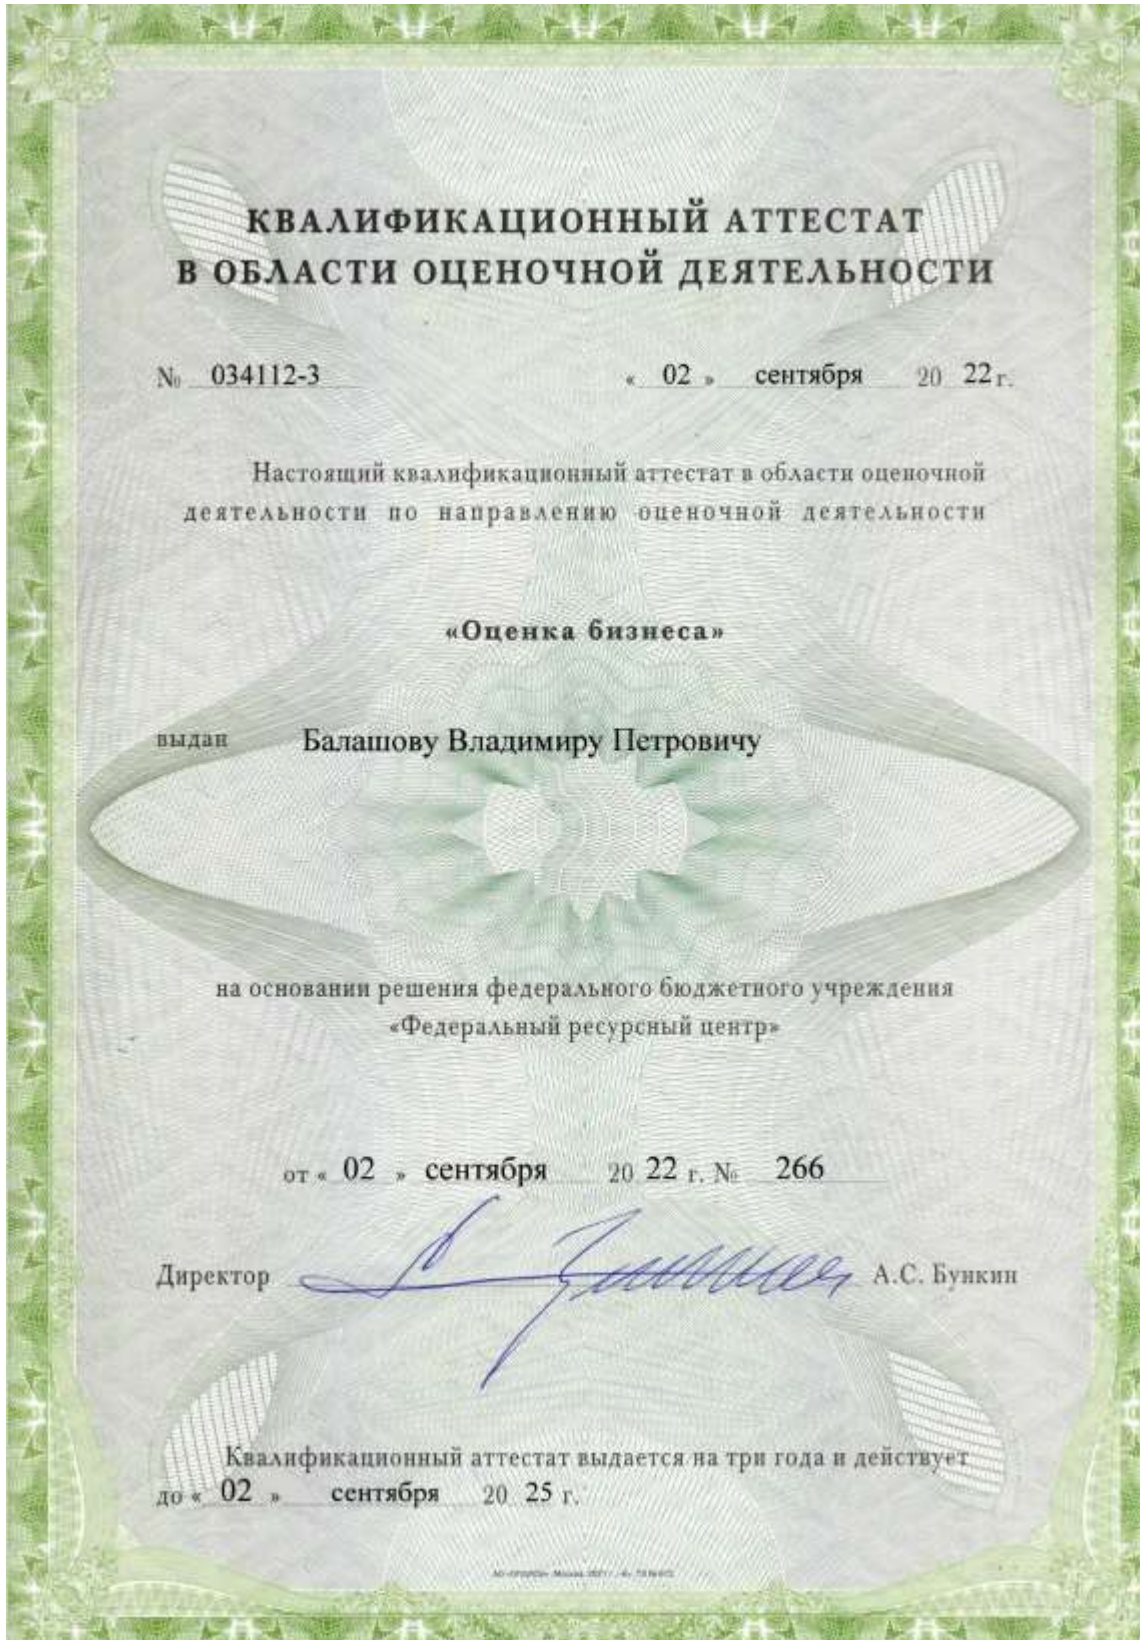 КВАЛИФИКАЦИОННЫЙ АТТЕСТАТ
В ОБЛАСТИ ОЦЕНОЧНОЙ ДЕЯТЕЛЬНОСТИ
№ 034112-3 « 02 » сентября 20 22 г.
Настоящий квалификационный аттестат в области оценочной
деятельности по направлению оценочной деятельности
«Оценка бизнеса»
выдан Балашову Владимиру Петровичу
на основании решения федерального бюджетного учреждения
«Федеральный ресурсный центр»
от « 02 » сентября 20 22 г. № 266
Директор А.С. Бункин
Квалификационный аттестат выдается на три года и действует
до « 02 » сентября 20 25 г.